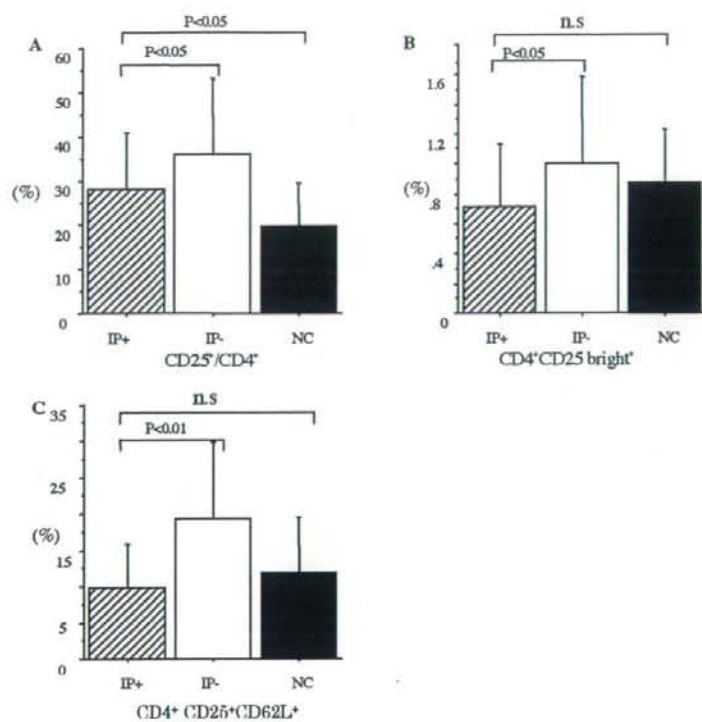 P<0.05
A
P<0.05
60
50
40
(%)
30
20
10
0
IP+ IP- NC
CD25⁺/CD4⁺
n.s
B
P<0.05
1.6
1.2
(%)
.8
.4
0
IP+ IP- NC
CD4⁺CD25 bright⁺
n.s
C
35
P<0.01
25
(%)
15
5
0
IP+ IP- NC
CD4⁺ CD25⁺CD62L⁺